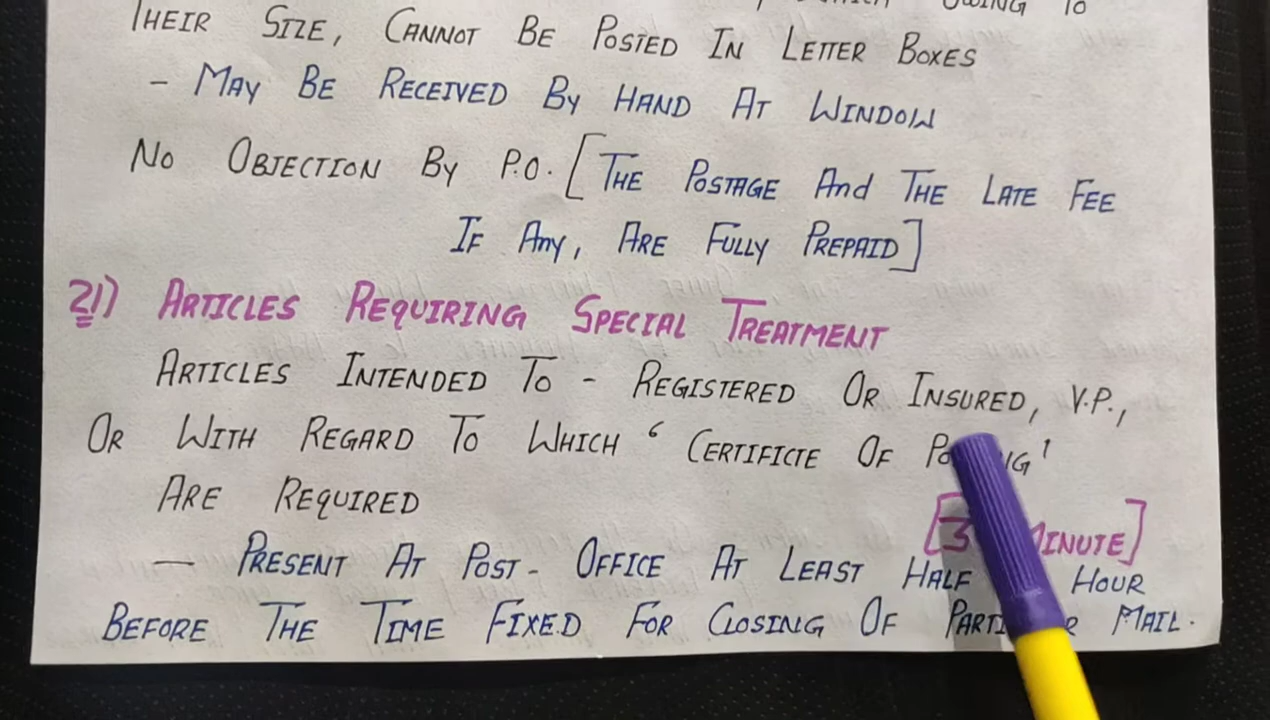 OWING TO
THEIR SIZE, CANNOT BE POSTED IN LETTER BOXES
- MAY BE RECEIVED BY HAND AT WINDOW
NO OBJECTION BY P.O. [THE POSTAGE And THE LATE FEE
IF Any, ARE FULLY PREPAID]
21) ARTICLES REQUIRING SPECIAL TREATMENT
ARTICLES INTENDED TO - REGISTERED OR INSURED, V.P.,
OR WITH REGARD TO WHICH ' CERTIFICTE OF
ARE REQUIRED
— PRESENT AT POST-OFFICE AT LEAST HALF HOUR
BEFORE THE TIME FIXED FOR CLOSING OF MAIL.